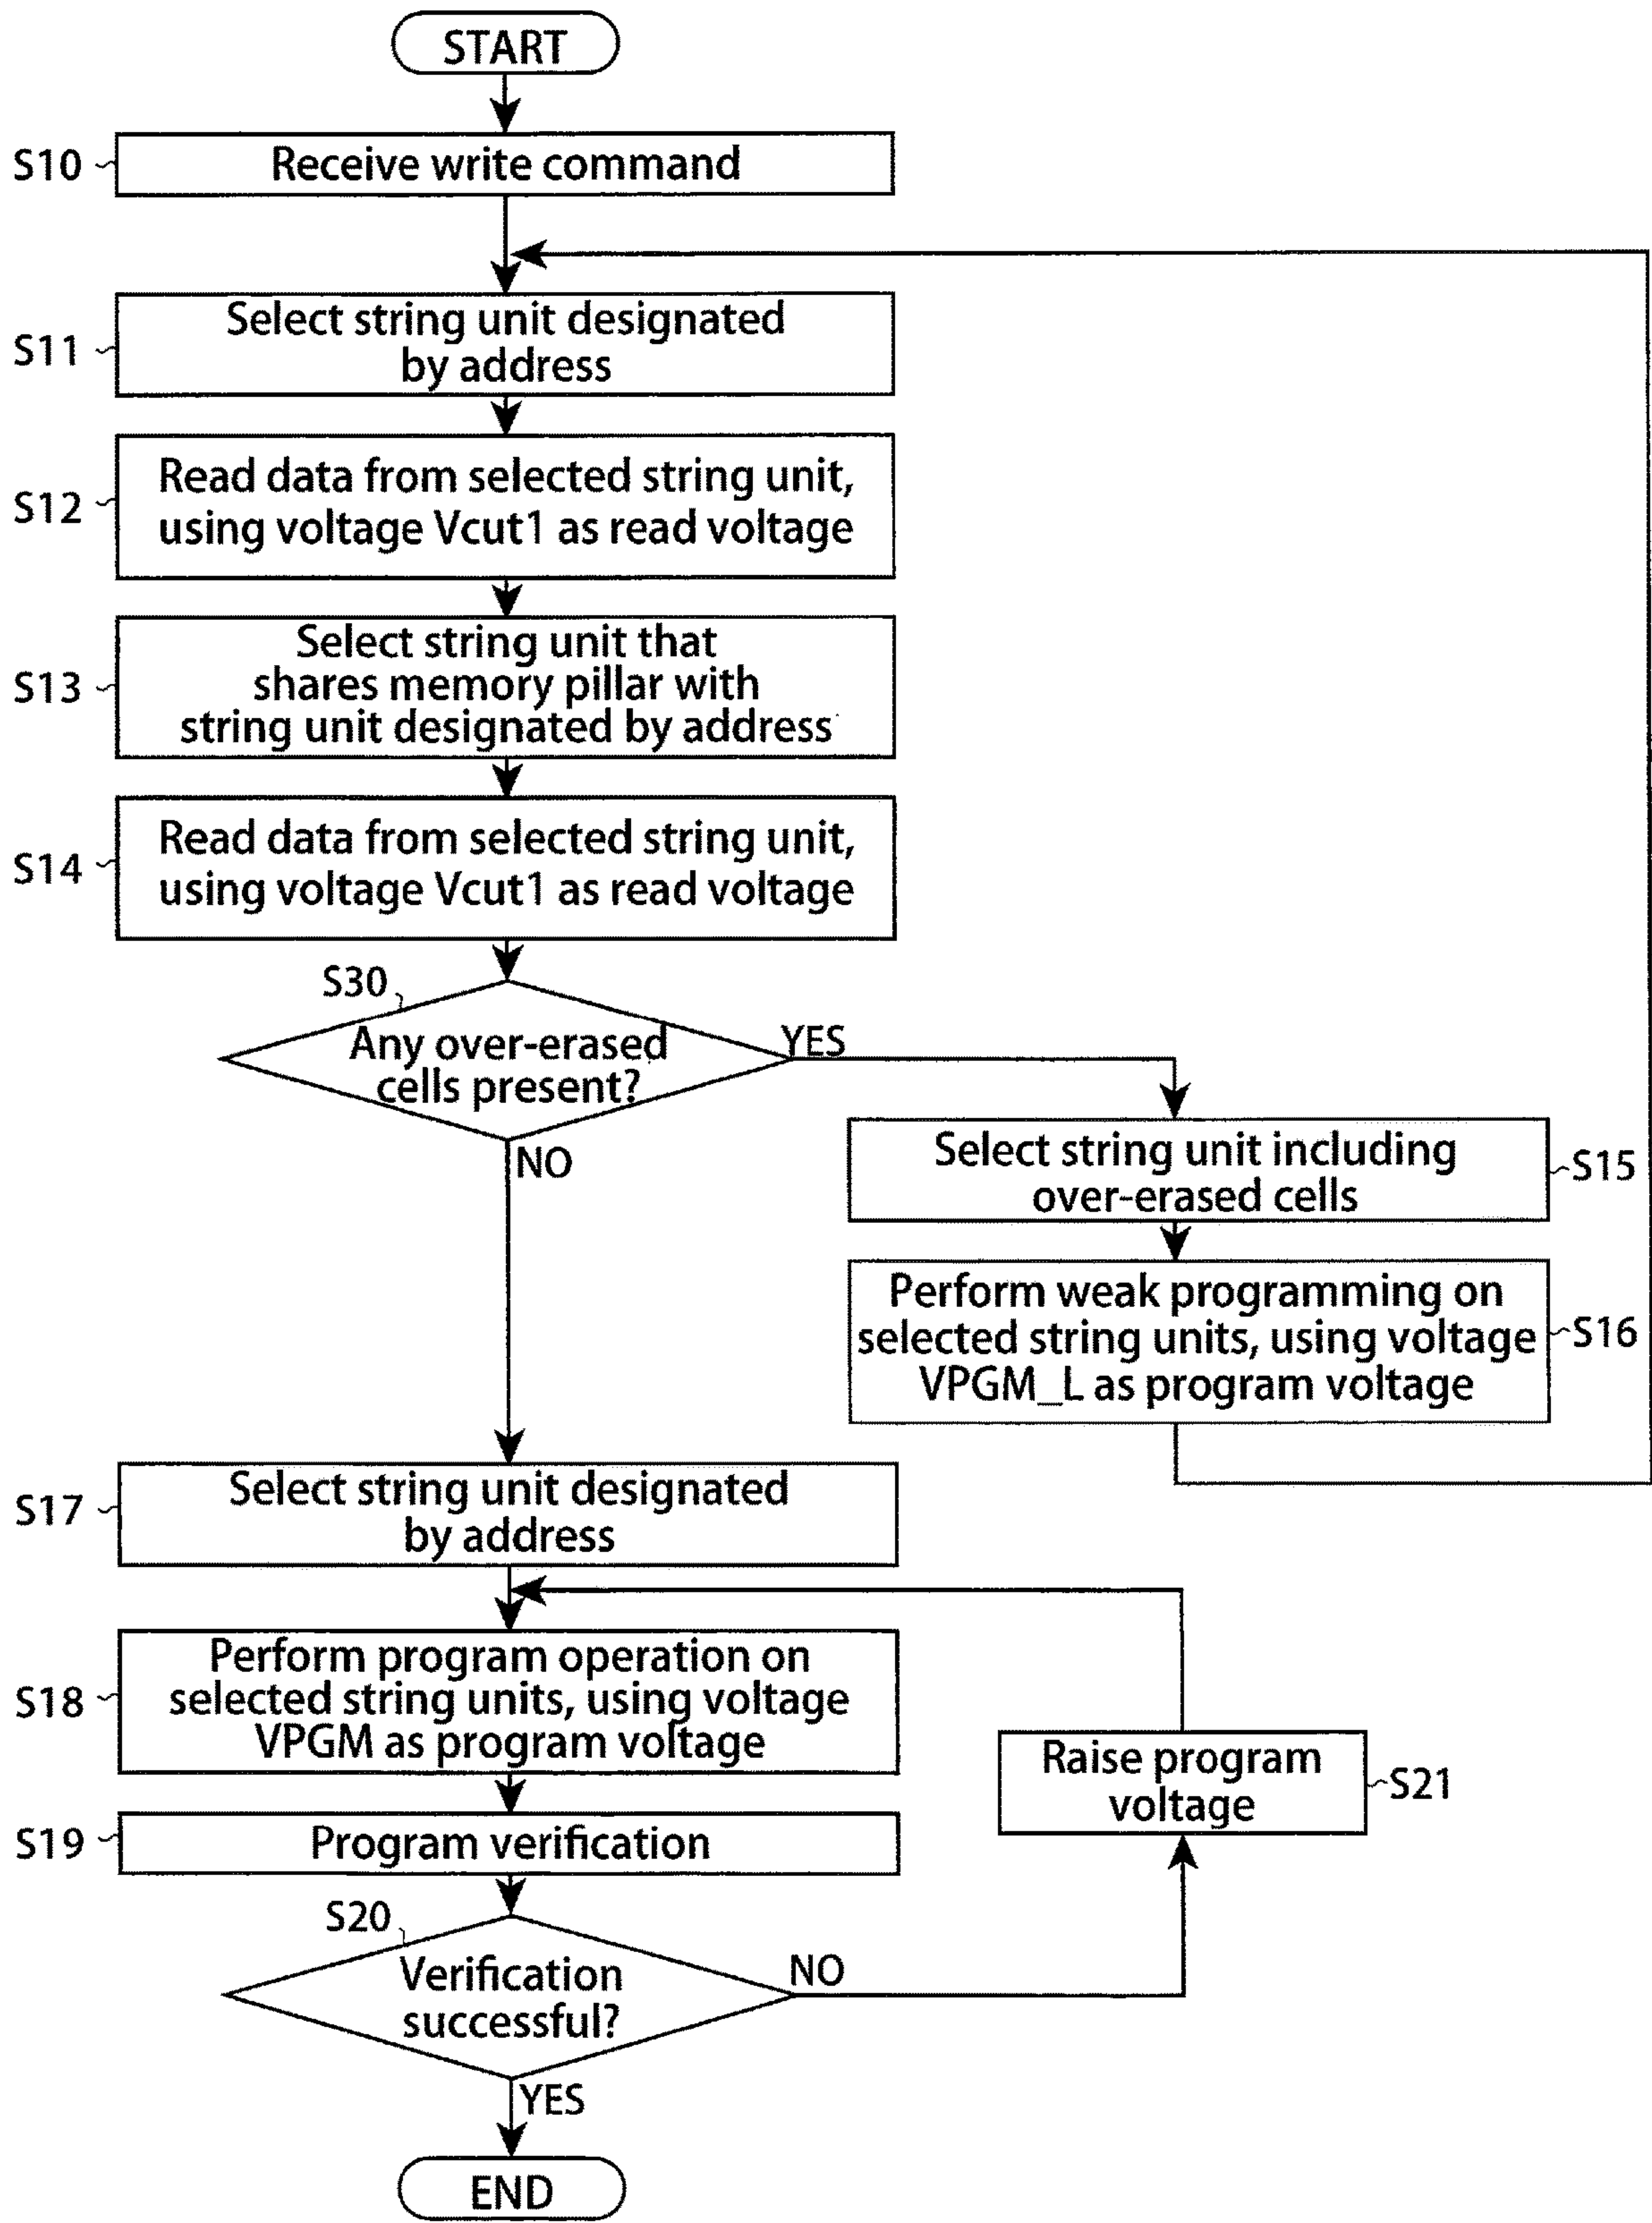 START
S10
Receive write command
S11
Select string unit designated
by address
S12
Read data from selected string unit,
using voltage Vcut1 as read voltage
S13
Select string unit that
shares memory pillar with
string unit designated by address
S14
Read data from selected string unit,
using voltage Vcut1 as read voltage
S30
Any over-erased
cells present?
YES
NO
Select string unit including
over-erased cells
S15
Perform weak programming on
selected string units, using voltage
VPGM_L as program voltage
S16
S17
Select string unit designated
by address
S18
Perform program operation on
selected string units, using voltage
VPGM as program voltage
Raise program
voltage
S21
S19
Program verification
S20
Verification
successful?
NO
YES
END